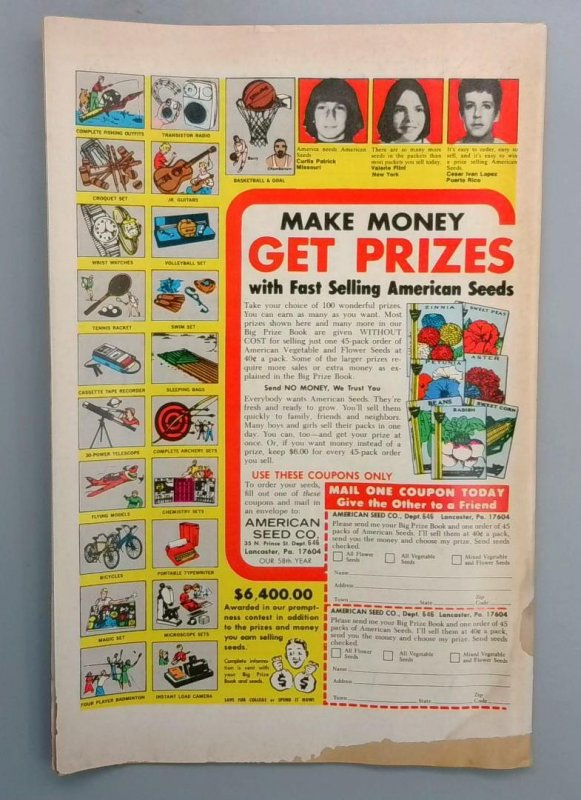 COMPLETE FISHING OUTFITS
TRANSISTOR RADIO
CROQUET SET
JR. GUITARS
WRIST WATCHES
VOLLEYBALL SET
TENNIS RACKET
SWIM SET
CASSETTE TAPE RECORDER
SLEEPING BAGS
30-POWER TELESCOPE
COMPLETE ARCHERY SETS
FLYING MODELS
CHEMISTRY SETS
BICYCLES
PORTABLE TYPEWRITER
MAGIC SET
MICROSCOPE SETS
FOUR PLAYER BADMINTON
INSTANT LOAD CAMERA
Barry
Chamberlain
BASKETBALL & GOAL
America needs American
Seeds
Curtis Patrick
Missouri
There are so many more
seeds in the packets than
most packets you sell today.
Valerie Flint
New York
It's easy to order, easy to
sell, and it's easy to win
a prize selling American
Seeds.
Cesar Ivan Lopez
Puerto Rico
MAKE MONEY
GET PRIZES
with Fast Selling American Seeds
Take your choice of 100 wonderful prizes.
You can earn as many as you want. Most
prizes shown here and many more in our
Big Prize Book are given WITHOUT
COST for selling just one 45-pack order of
American Vegetable and Flower Seeds at
40¢ a pack. Some of the larger prizes re-
quire more sales or extra money as ex-
plained in the Big Prize Book.
Send NO MONEY, We Trust You
Everybody wants American Seeds. They're
fresh and ready to grow. You'll sell them
quickly to family, friends and neighbors.
Many boys and girls sell their packs in one
day. You can, too—and get your prize at
once. Or, if you want money instead of a
prize, keep $6.00 for every 45-pack order
you sell.
ZINNIA
SWEET PEAS
PETUNIA
ASTER
BEANS
RADISH
SWEET CORN
USE THESE COUPONS ONLY
To order your seeds,
fill out one of these
coupons and mail in
an envelope to:
AMERICAN
SEED CO.
35 N. Prince St. Dept. 646
Lancaster, Pa. 17604
OUR 58th YEAR
MAIL ONE COUPON TODAY
Give the Other to a Friend
AMERICAN SEED CO., Dept. 646 Lancaster, Pa. 17604
Please send me your Big Prize Book and one order of 45
packs of American Seeds. I'll sell them at 40¢ a pack,
send you the money and choose my prize. Send seeds
checked.
All Flower
Seeds
All Vegetable
Seeds
Mixed Vegetable
and Flower Seeds
Name
Address
Town
State
Zip
Code
AMERICAN SEED CO., Dept. 646 Lancaster, Pa. 17604
Please send me your Big Prize Book and one order of 45
packs of American Seeds. I'll sell them at 40¢ a pack,
send you the money and choose my prize. Send seeds
checked.
All Flower
Seeds
All Vegetable
Seeds
Mixed Vegetable
and Flower Seeds
Name
Address
Town
State
Zip
Code
$6,400.00
Awarded in our prompt-
ness contest in addition
to the prizes and money
you earn selling
seeds.
Complete informa-
tion is sent with
your Big Prize
Book and seeds.
$ $
SAVE FOR COLLEGE or SPEND IT NOW!